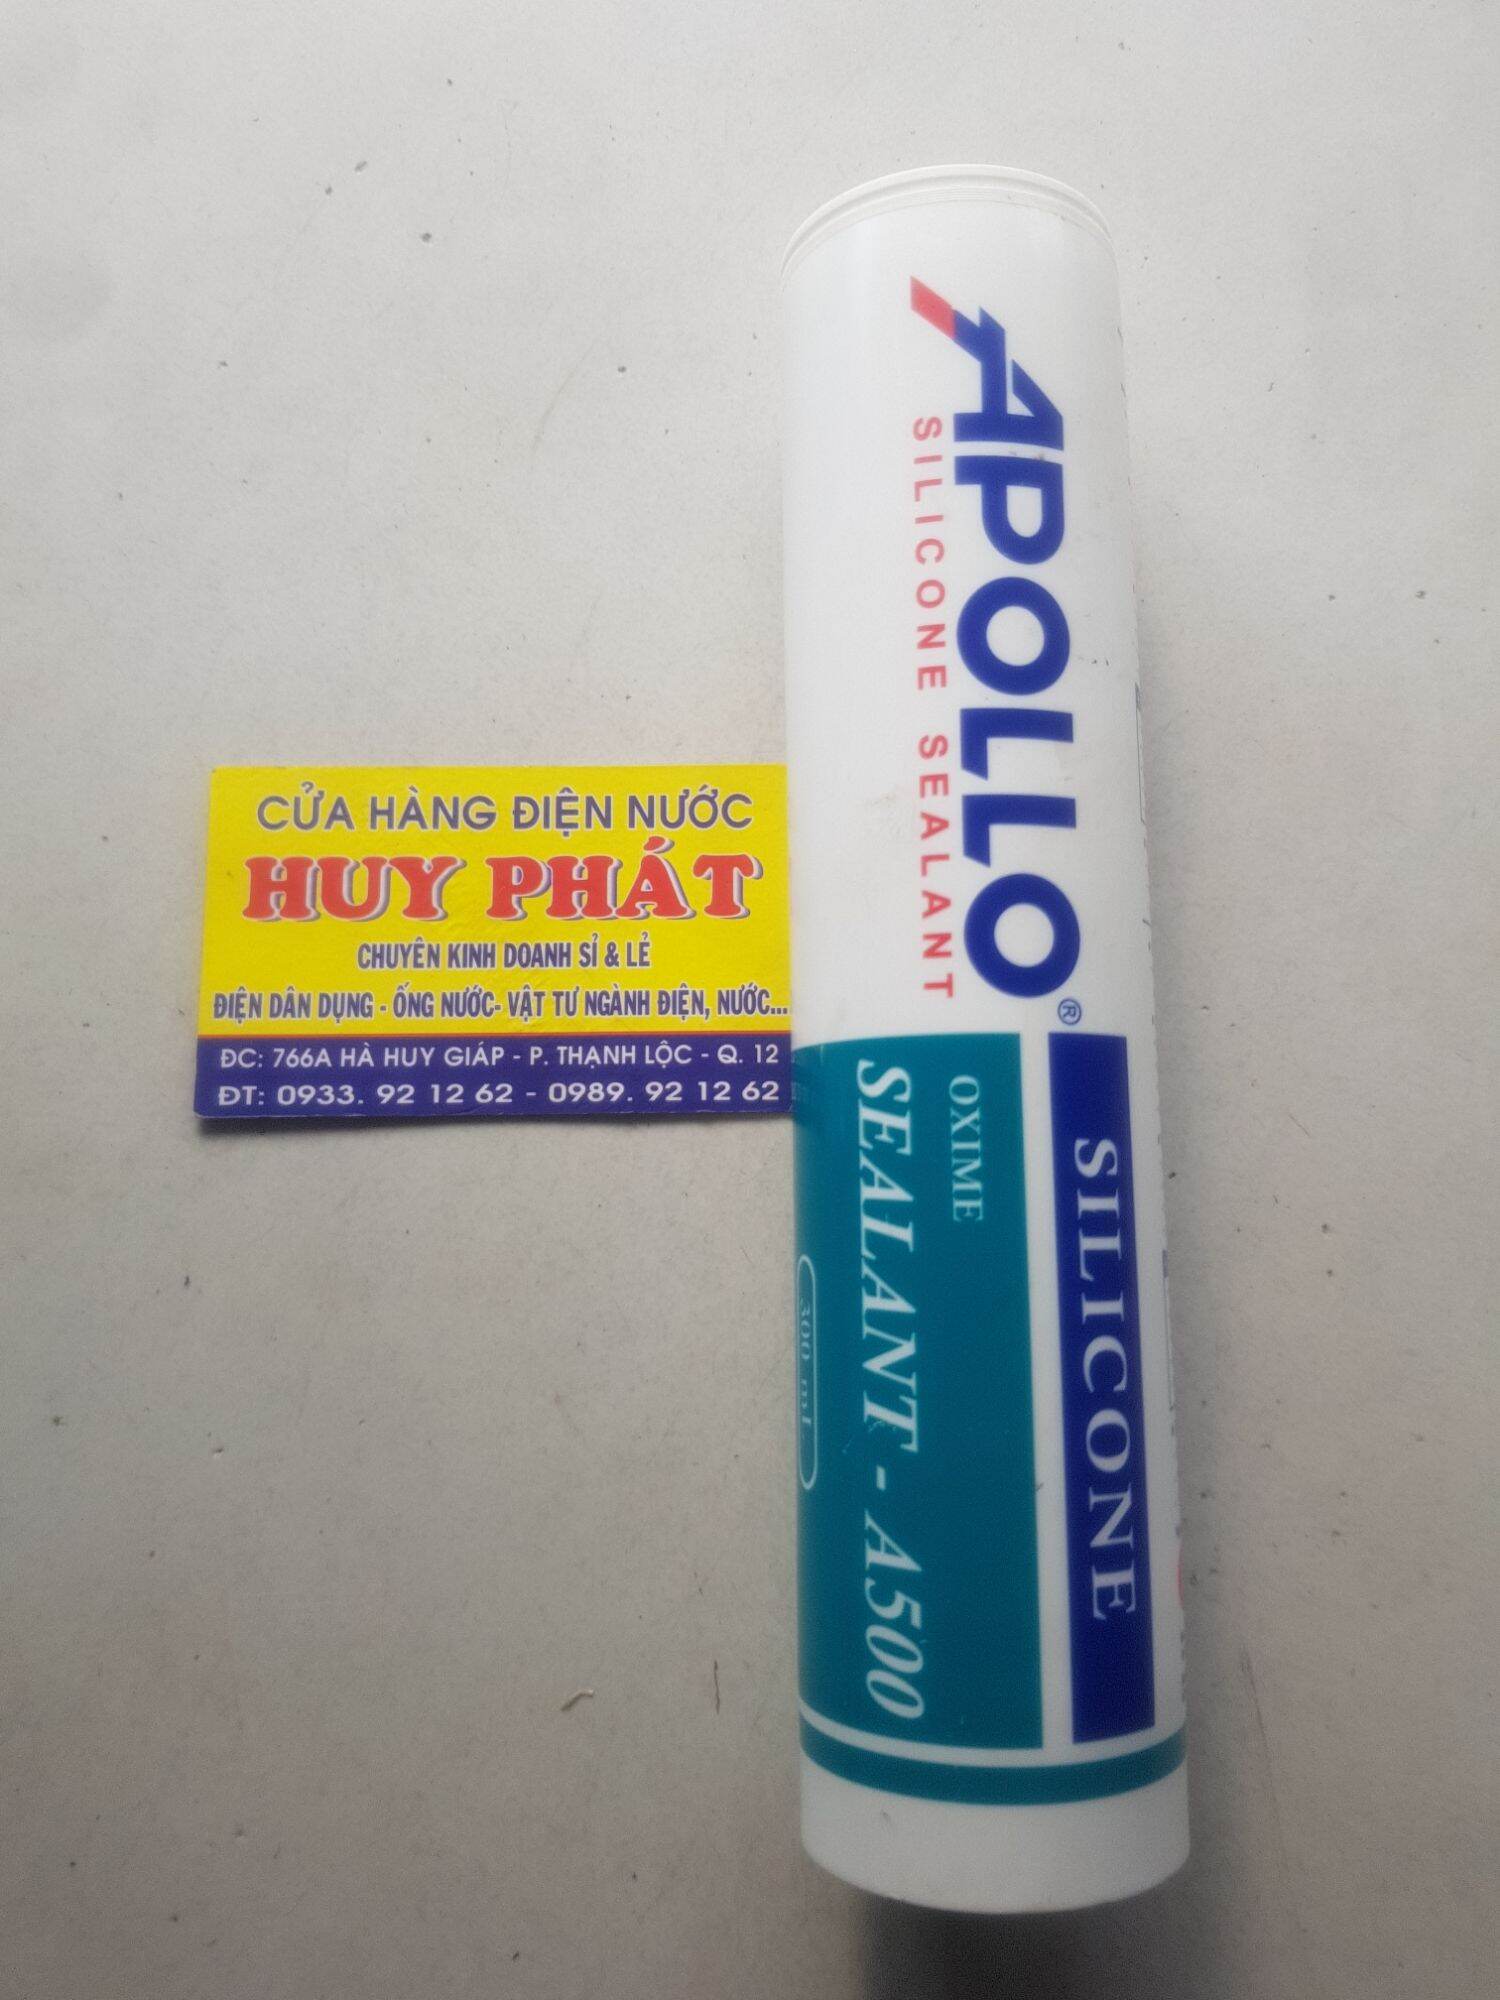 CỬA HÀNG ĐIỆN NƯỚC
HUY PHÁT
CHUYÊN KINH DOANH SỈ & LẺ
ĐIỆN DÂN DỤNG - ỐNG NƯỚC- VẬT TƯ NGÀNH ĐIỆN, NƯỚC...
ĐC: 766A HÀ HUY GIÁP - P. THẠNH LỘC - Q. 12
ĐT: 0933. 92 12 62 - 0989. 92 12 62
APOLLO®
SILICONE SEALANT
SILICONE
OXIME
SEALANT - A500
300 mL